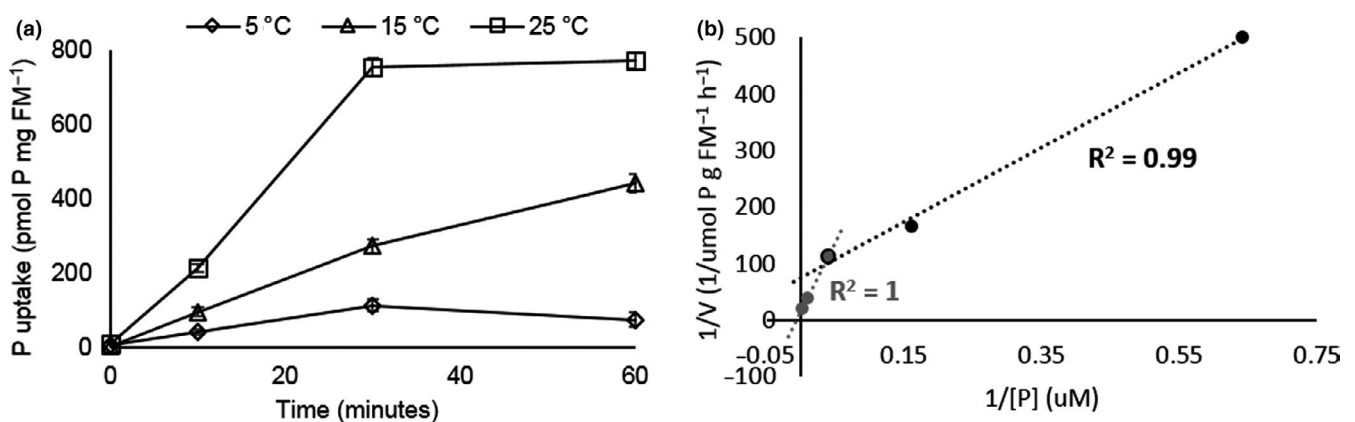 (a)
5 °C 15 °C 25 °C
P uptake (pmol P mg FM⁻¹)
800
600
400
200
0
0 20 40 60
Time (minutes)
(b)
1/V (1/umol P g FM⁻¹ h⁻¹)
500
400
300
200
100
0
−100
R² = 0.99
R² = 1
−0.05 0.15 0.35 0.55 0.75
1/[P] (uM)